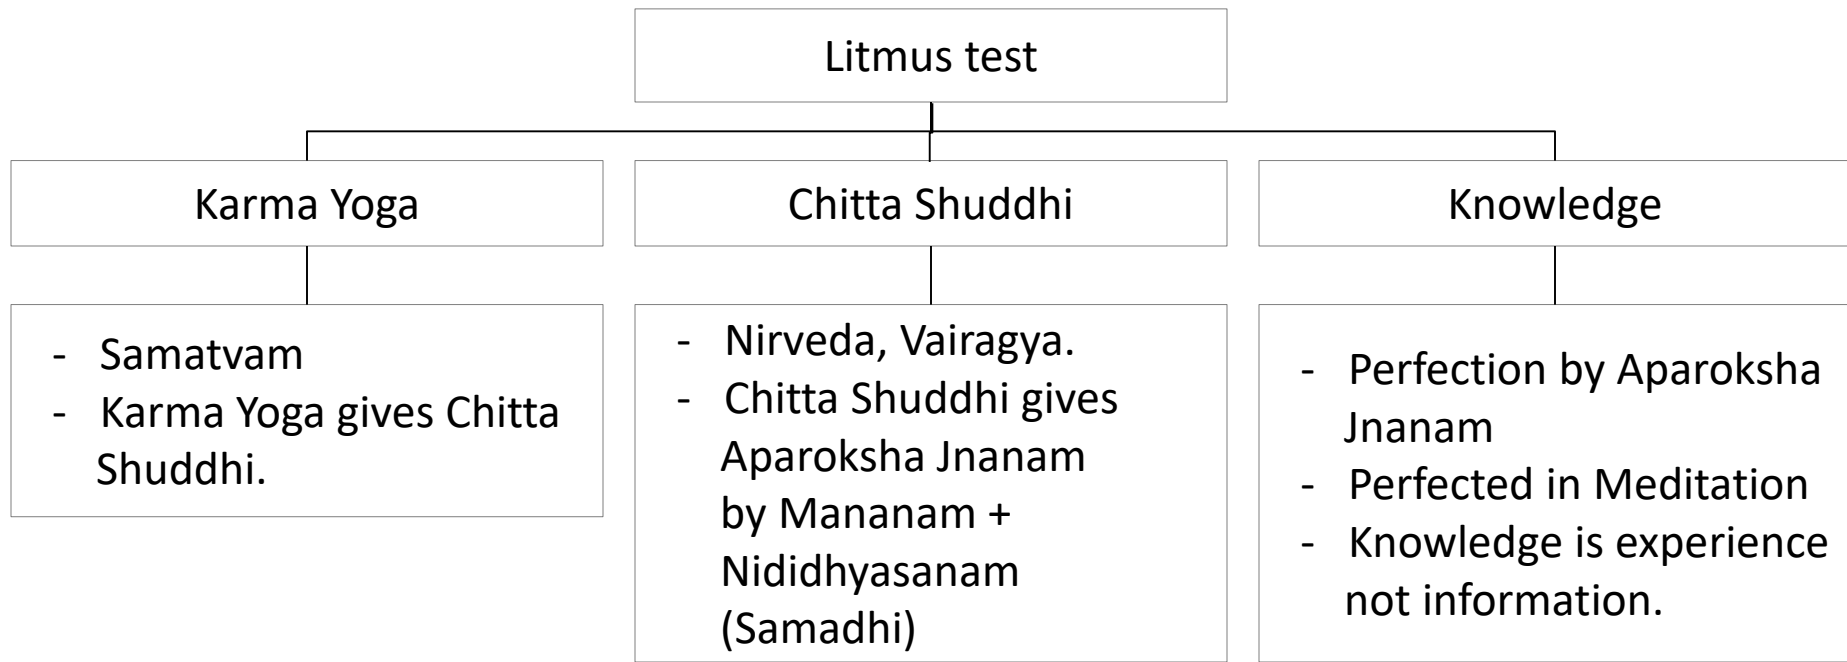 Litmus test
Karma Yoga
Chitta Shuddhi
Knowledge
- Samatvam
- Karma Yoga gives Chitta
Shuddhi.
- Nirveda, Vairagya.
- Chitta Shuddhi gives
Aparoksha Jnanam
by Mananam +
Nididhyasanam
(Samadhi)
- Perfection by Aparoksha
Jnanam
- Perfected in Meditation
- Knowledge is experience
not information.